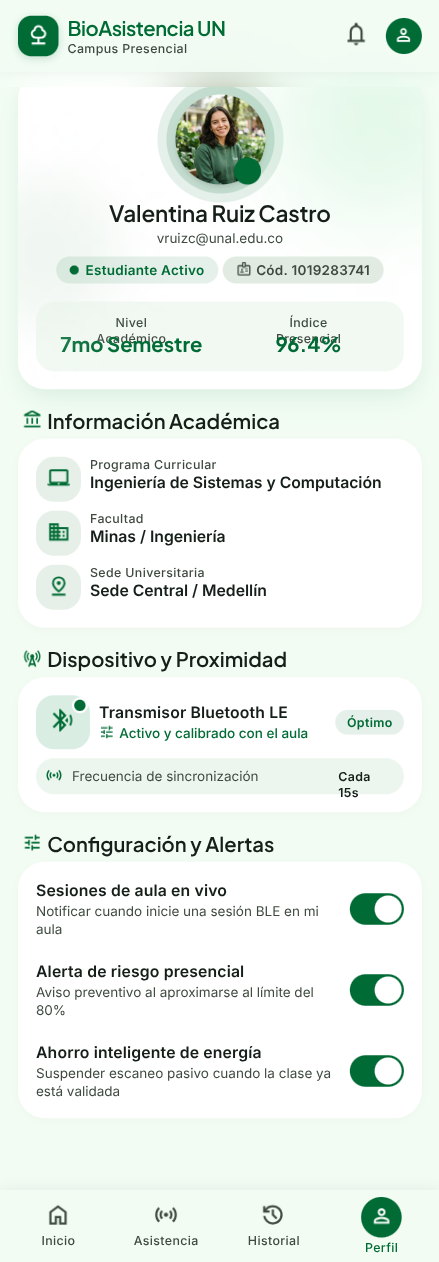 BioAsistencia UN
Campus Presencial
Valentina Ruiz Castro
vruizc@unal.edu.co
Estudiante Activo
Cód. 1019283741
Nivel
Académico
7mo Semestre
Índice
Presencial
96.4%
Información Académica
Programa Curricular
Ingeniería de Sistemas y Computación
Facultad
Minas / Ingeniería
Sede Universitaria
Sede Central / Medellín
Dispositivo y Proximidad
Transmisor Bluetooth LE
Activo y calibrado con el aula
Óptimo
Frecuencia de sincronización
Cada
15s
Configuración y Alertas
Sesiones de aula en vivo
Notificar cuando inicie una sesión BLE en mi
aula
Alerta de riesgo presencial
Aviso preventivo al aproximarse al límite del
80%
Ahorro inteligente de energía
Suspender escaneo pasivo cuando la clase ya
está validada
Inicio
Asistencia
Historial
Perfil